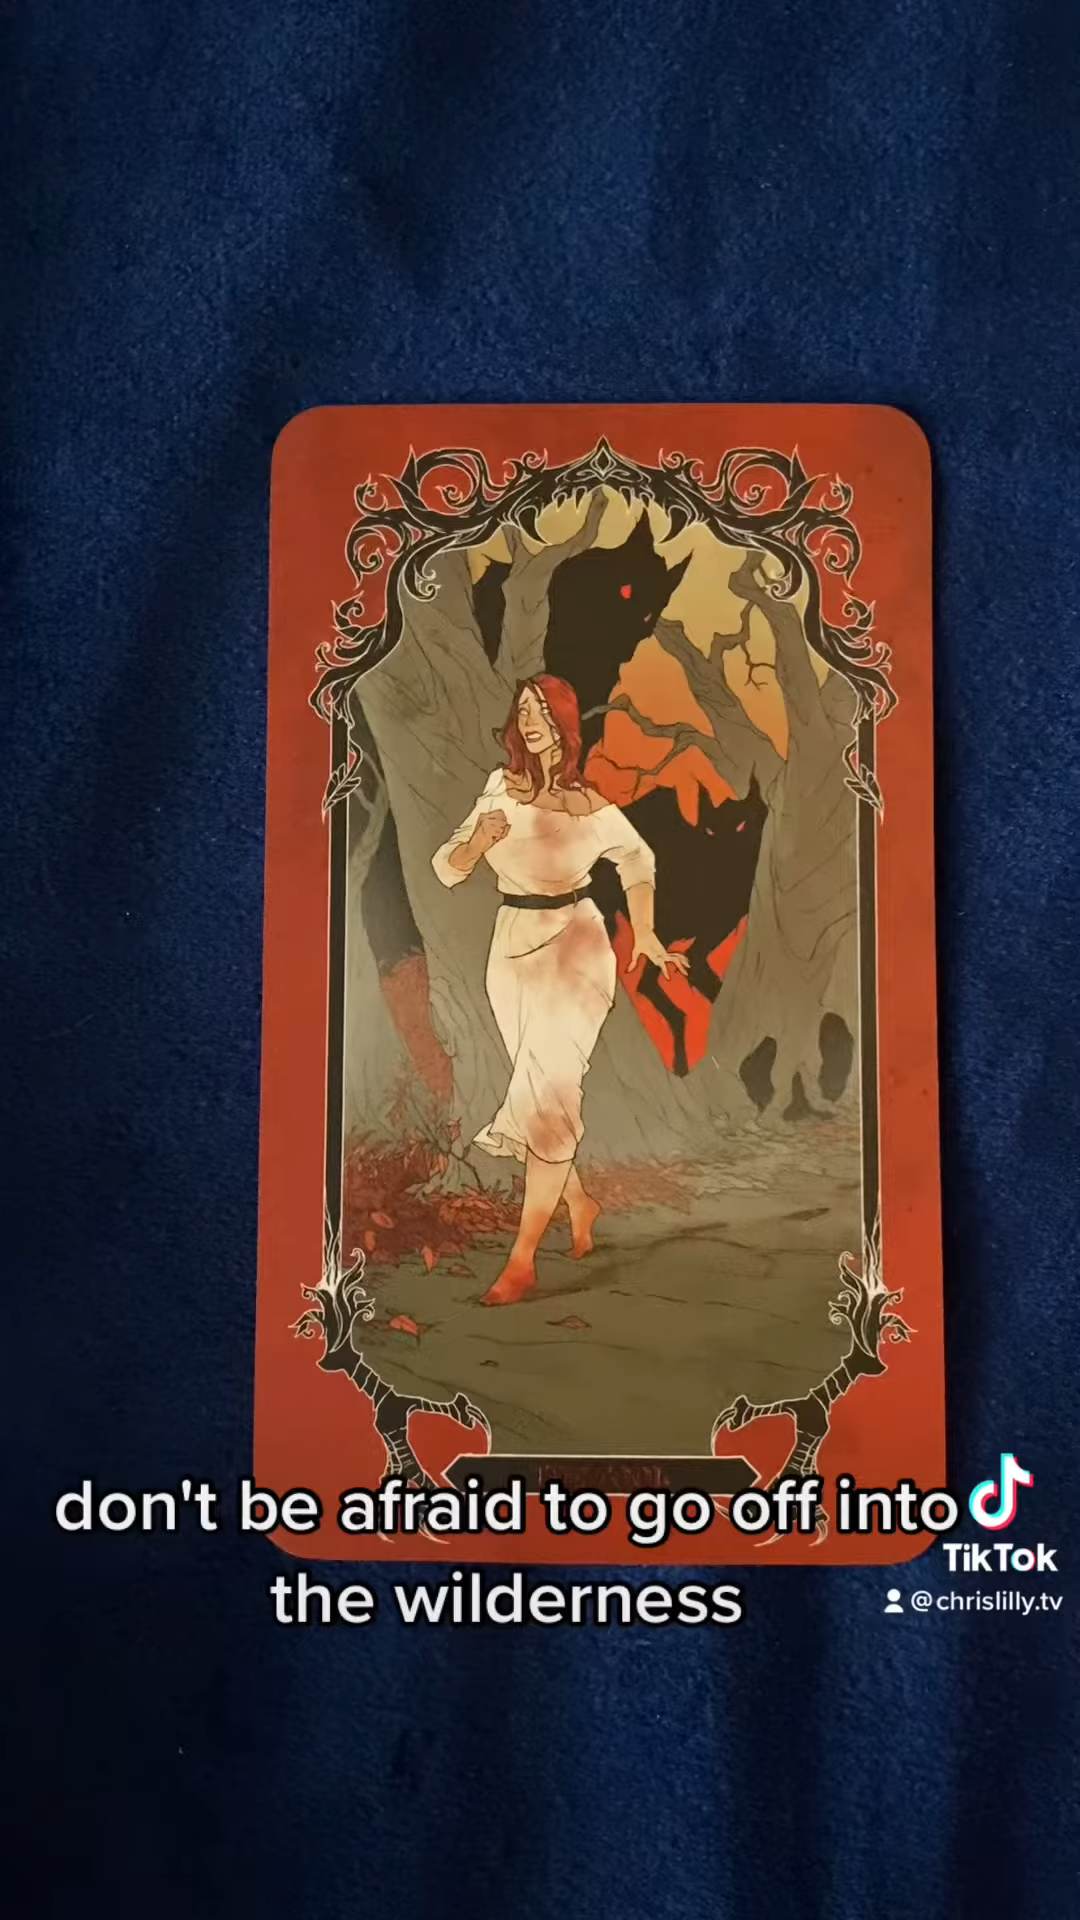 don't be afraid to go off into
the wilderness
TikTok
@chrislilly.tv